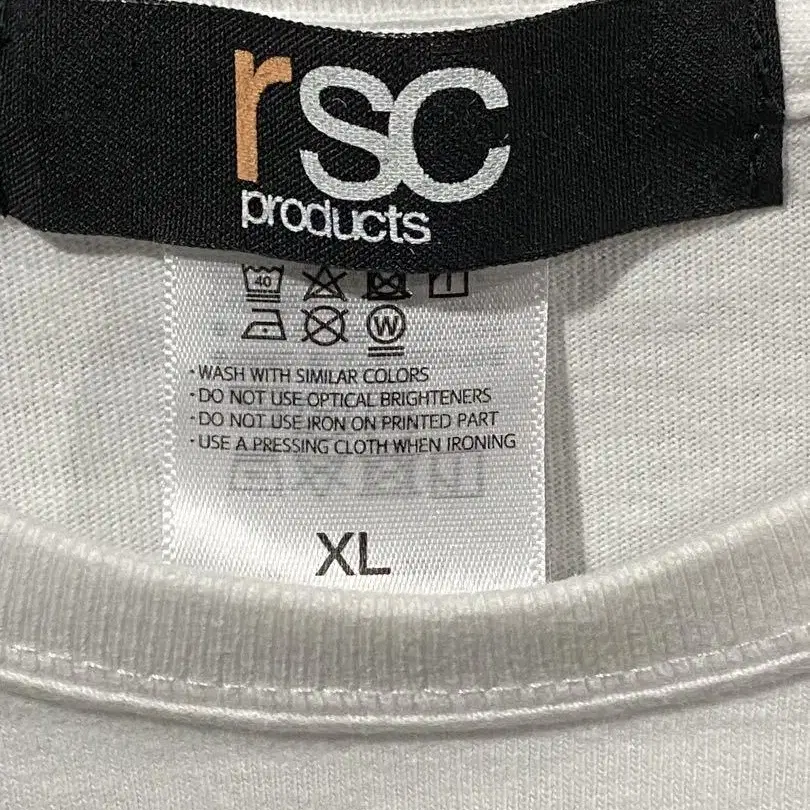 rsc
products
40
W
· WASH WITH SIMILAR COLORS
· DO NOT USE OPTICAL BRIGHTENERS
· DO NOT USE IRON ON PRINTED PART
· USE A PRESSING CLOTH WHEN IRONING
XL